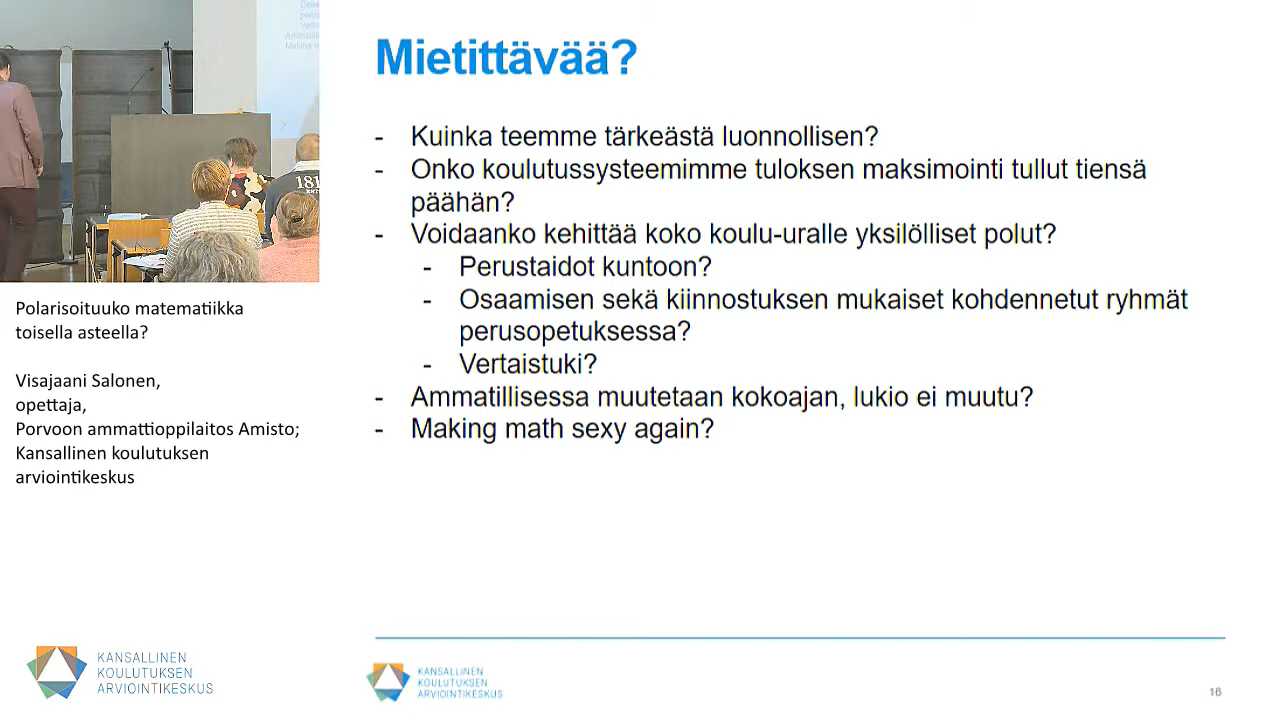 Mietittävää?
- Kuinka teemme tärkeästä luonnollisen?
- Onko koulutussysteemimme tuloksen maksimointi tullut tiensä
päähän?
- Voidaanko kehittää koko koulu-uralle yksilölliset polut?
- Perustaidot kuntoon?
- Osaamisen sekä kiinnostuksen mukaiset kohdennetut ryhmät
perusopetuksessa?
- Vertaistuki?
- Ammatillisessa muutetaan kokoajan, lukio ei muutu?
- Making math sexy again?
Polarisoituuko matematiikka
toisella asteella?
Visajaani Salonen,
opettaja,
Porvoon ammattioppilaitos Amisto;
Kansallinen koulutuksen
arviointikeskus
KANSALLINEN
KOULUTUKSEN
ARVIOINTIKESKUS
KANSALLINEN
KOULUTUKSEN
ARVIOINTIKESKUS
16